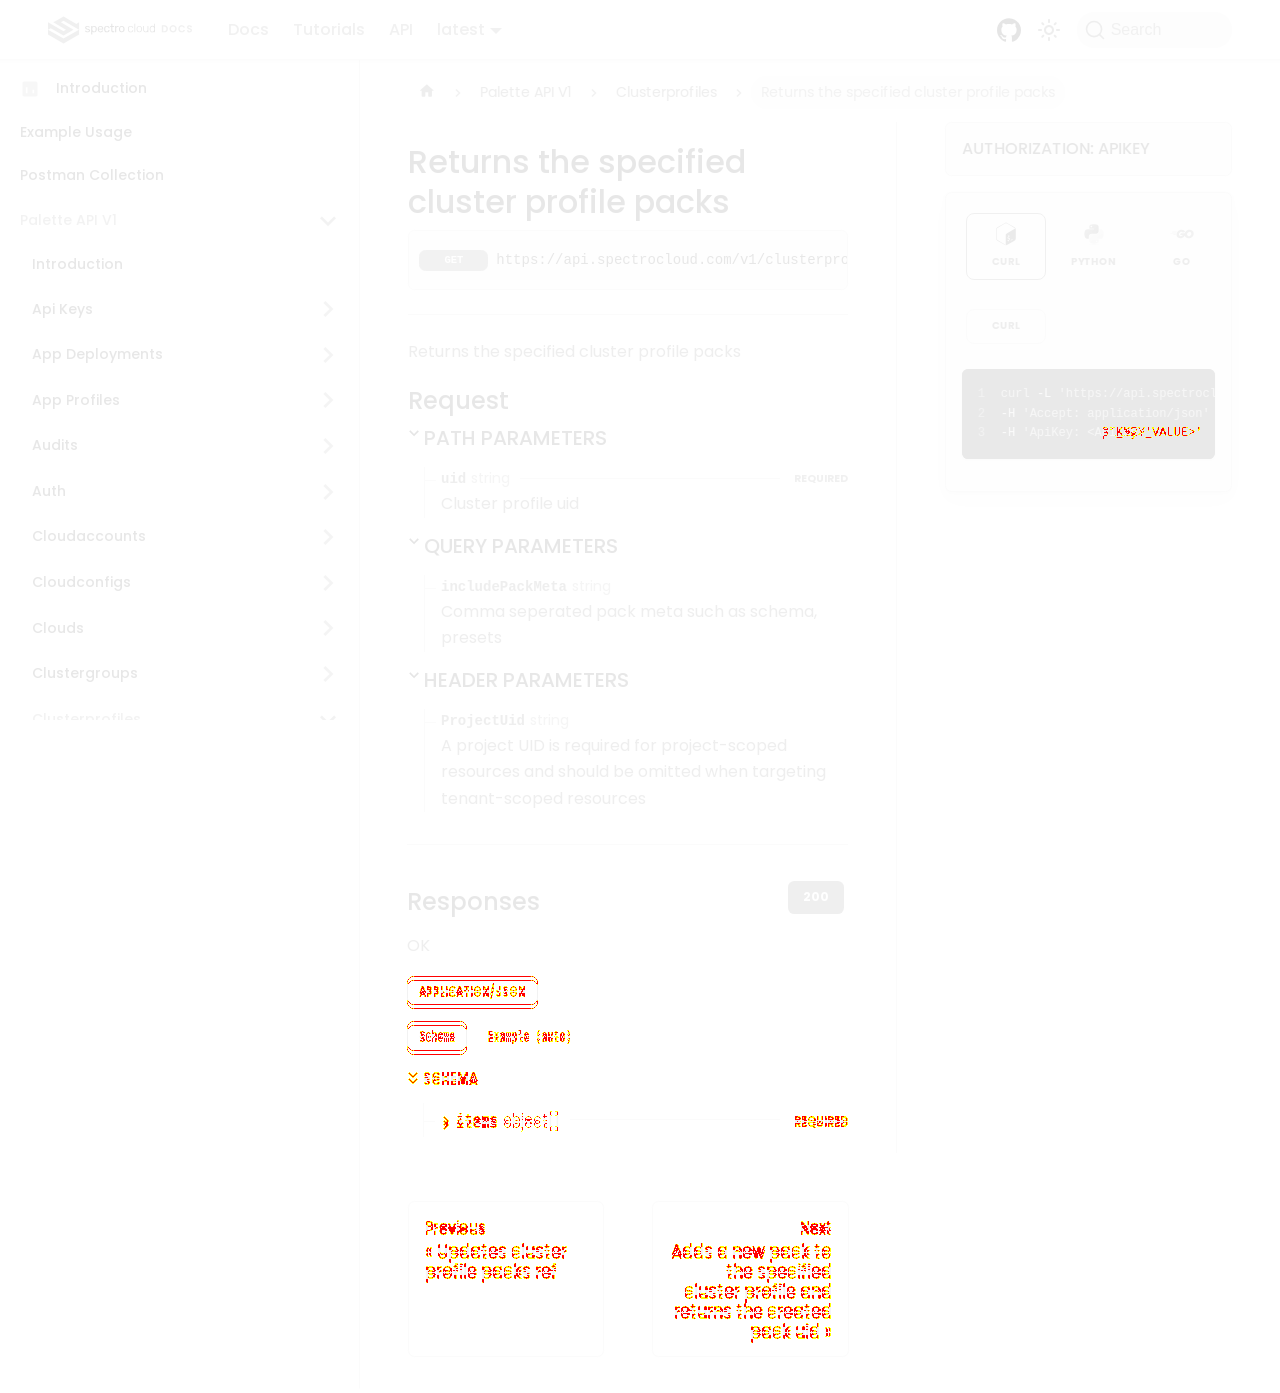 spectro cloud DOCS Docs Tutorials API latest Search
Introduction
Example Usage
Postman Collection
Palette API V1
Introduction
Api Keys
App Deployments
App Profiles
Audits
Auth
Cloudaccounts
Cloudconfigs
Clouds
Clustergroups
Clusterprofiles
Palette API V1 Clusterprofiles Returns the specified cluster profile packs
Returns the specified
cluster profile packs
GET https://api.spectrocloud.com/v1/clusterpro
Returns the specified cluster profile packs
Request
PATH PARAMETERS
uid string REQUIRED
Cluster profile uid
QUERY PARAMETERS
includePackMeta string
Comma seperated pack meta such as schema,
presets
HEADER PARAMETERS
ProjectUid string
A project UID is required for project-scoped
resources and should be omitted when targeting
tenant-scoped resources
Responses 200
OK
APPLICATION/JSON
Schema Example (auto)
SCHEMA
items object[] REQUIRED
Previous
« Updates cluster
profile packs ref
Next
Adds a new pack to
the specified
cluster profile and
returns the created
pack uid »
AUTHORIZATION: APIKEY
CURL PYTHON GO
CURL
1 curl -L 'https://api.spectrocl
2 -H 'Accept: application/json'
3 -H 'ApiKey: